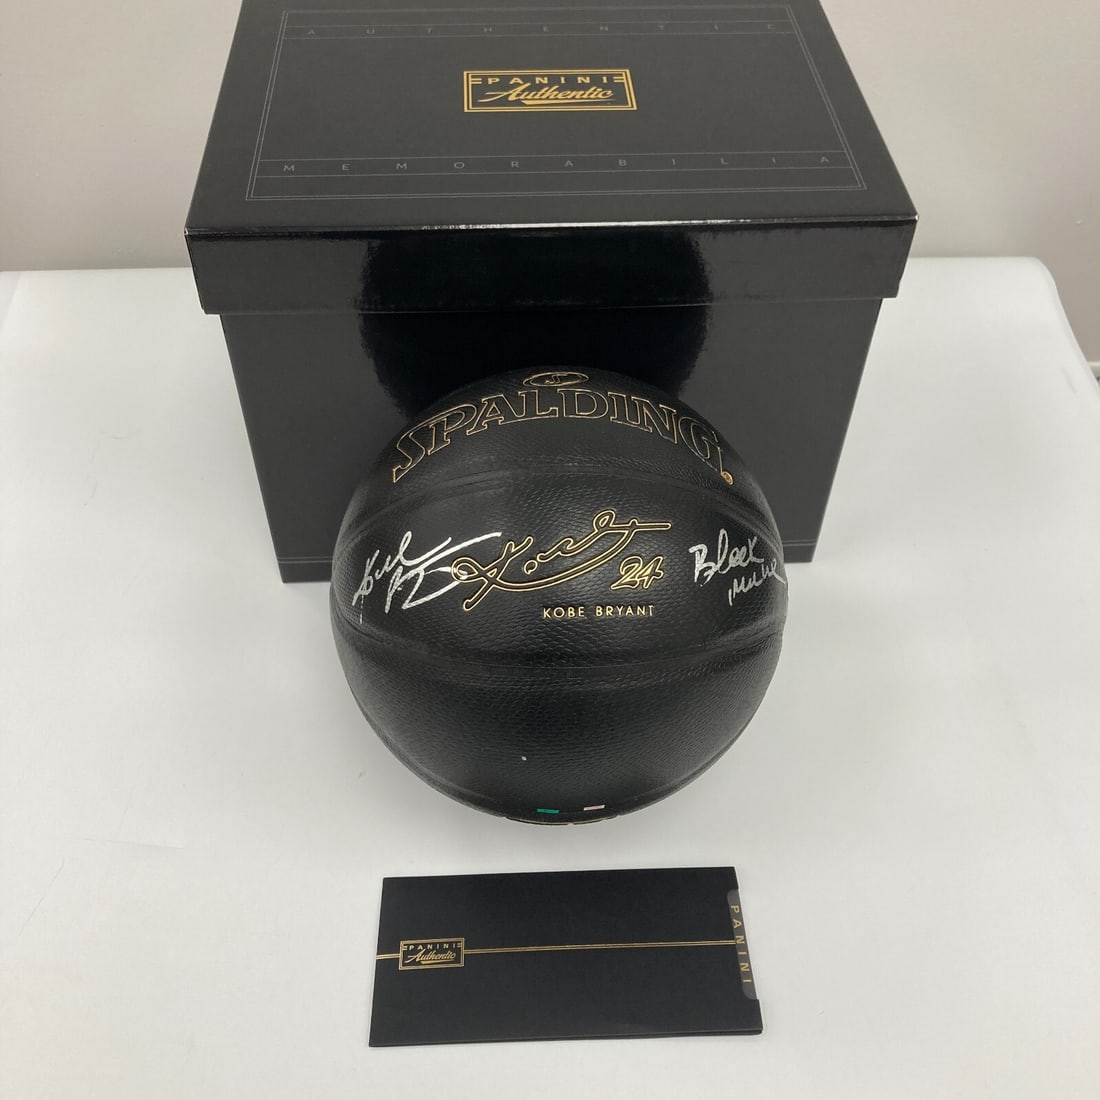 AUTHENTIC
PANINI
Authentic
MEMORABILIA
SPALDING
24
KOBE BRYANT
Black
PANINI
Authentic
PANINI